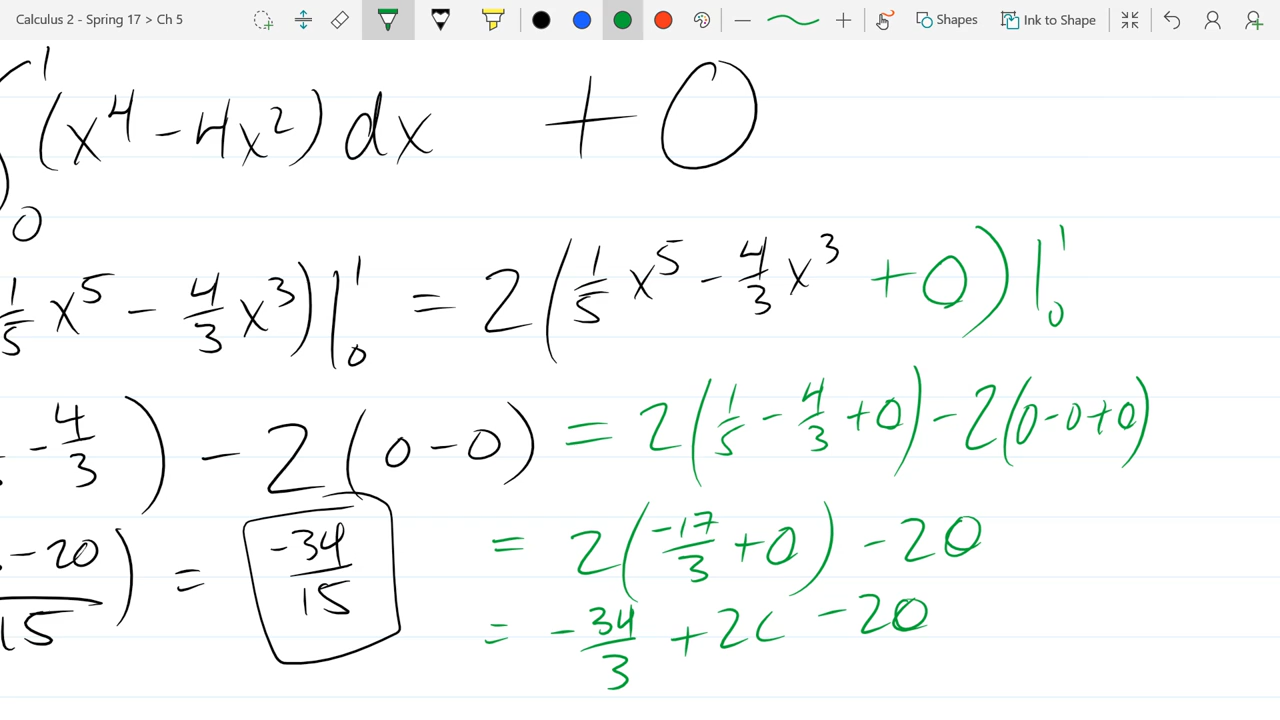 Calculus 2 - Spring 17 > Ch 5 Shapes Ink to Shape
∫₀¹ (x⁴ - 4x²) dx + 0
1/5 x⁵ - 4/3 x³) |₀¹ = 2(1/5 x⁵ - 4/3 x³ + 0) |₀¹
- 4/3) - 2(0 - 0) = 2(1/5 - 4/3 + 0) - 2(0 - 0 + 0)
- 20/15) = -34/15 = 2(-17/3 + 0) - 20
= -34/3 + 2C - 20